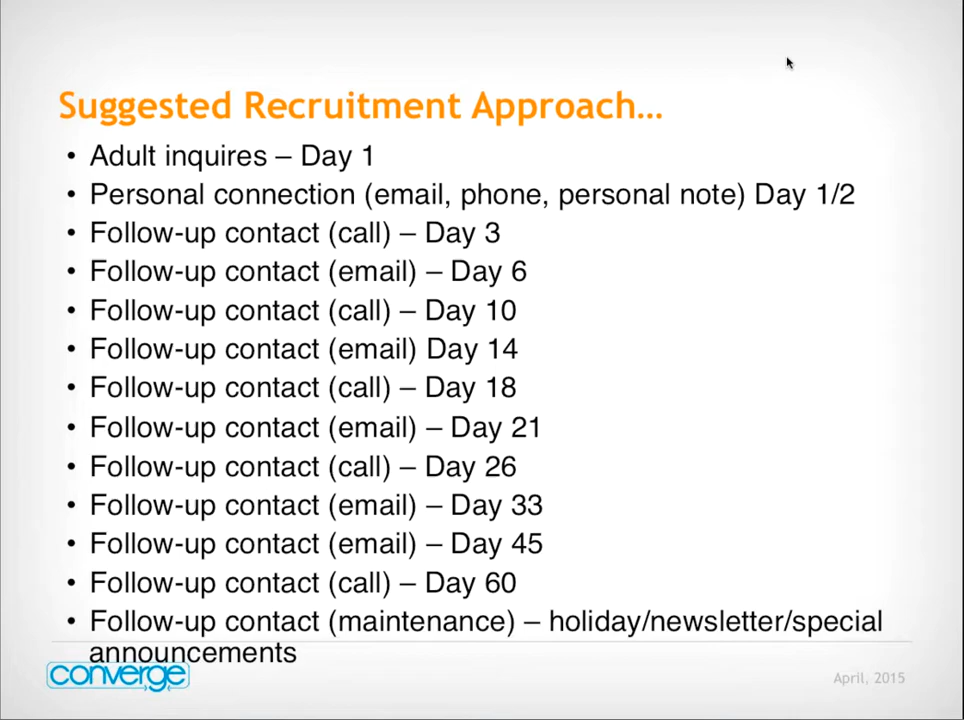 Suggested Recruitment Approach...
• Adult inquires – Day 1
• Personal connection (email, phone, personal note) Day 1/2
• Follow-up contact (call) – Day 3
• Follow-up contact (email) – Day 6
• Follow-up contact (call) – Day 10
• Follow-up contact (email) Day 14
• Follow-up contact (call) – Day 18
• Follow-up contact (email) – Day 21
• Follow-up contact (call) – Day 26
• Follow-up contact (email) – Day 33
• Follow-up contact (email) – Day 45
• Follow-up contact (call) – Day 60
• Follow-up contact (maintenance) – holiday/newsletter/special
announcements
converge
April, 2015